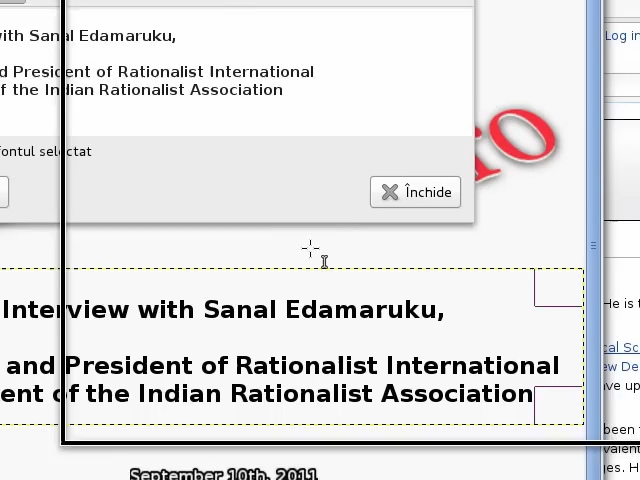 with Sanal Edamaruku,
d President of Rationalist International
f the Indian Rationalist Association
fontul selectat
Închide
Log in
Interview with Sanal Edamaruku,
and President of Rationalist International
ent of the Indian Rationalist Association
September 10th, 2011
He is t
cal Sc
ew De
ave up
been t
valent
ges. H